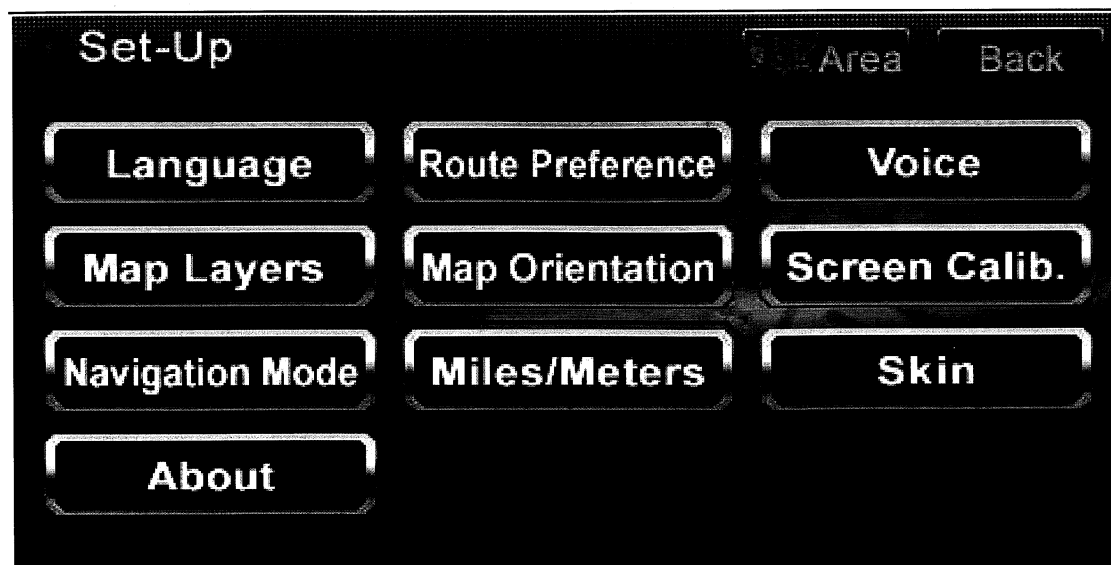 Set-Up
Area
Back
Language
Route Preference
Voice
Map Layers
Map Orientation
Screen Calib.
Navigation Mode
Miles/Meters
Skin
About